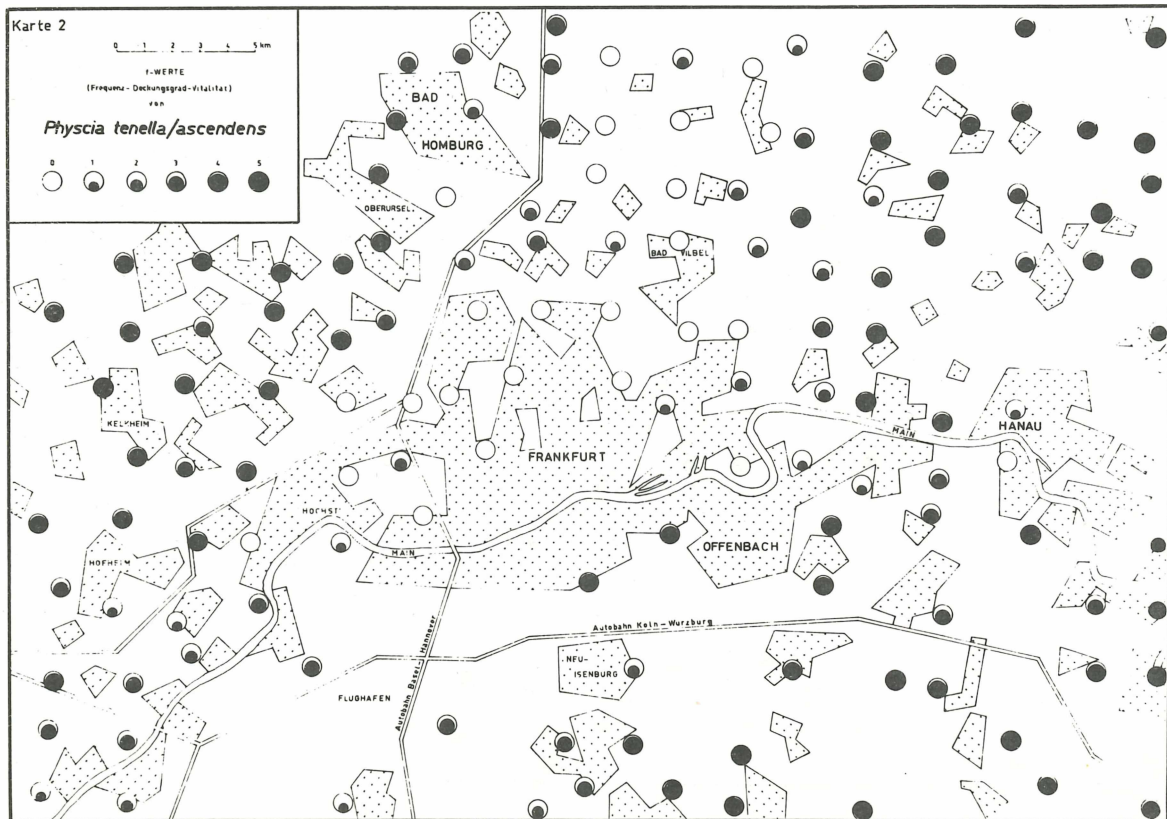 Karte 2
0 1 2 3 4 5 km
f-WERTE
(Frequenz - Deckungsgrad - Vitalität)
von
Physcia tenella/ascendens
0 1 2 3 4 5
BAD
HOMBURG
OBERURSEL
BAD VILBEL
KELKHEIM
FRANKFURT
MAIN
HANAU
HÖCHST
HOFHEIM
MAIN
OFFENBACH
Autobahn Köln-Würzburg
NEU-
ISENBURG
FLUGHAFEN
Autobahn Basel-Hannover